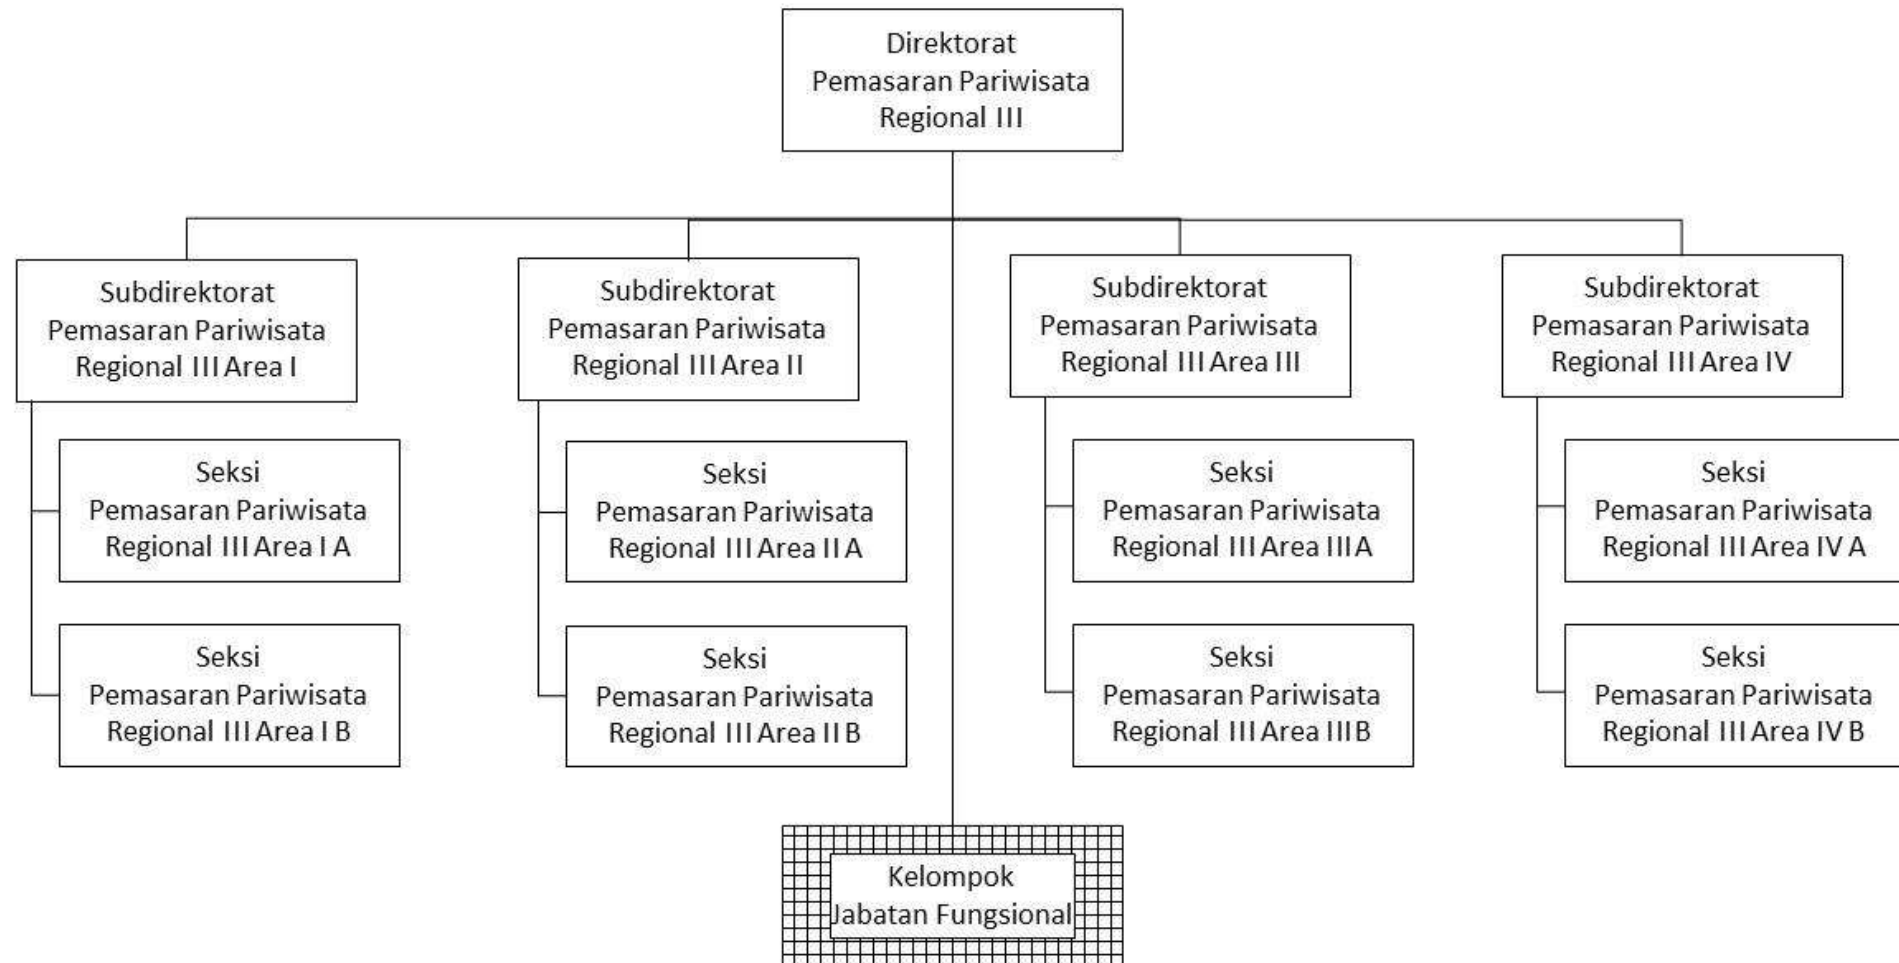 Direktorat
Pemasaran Pariwisata
Regional III
Subdirektorat
Pemasaran Pariwisata
Regional III Area I
Subdirektorat
Pemasaran Pariwisata
Regional III Area II
Subdirektorat
Pemasaran Pariwisata
Regional III Area III
Subdirektorat
Pemasaran Pariwisata
Regional III Area IV
Seksi
Pemasaran Pariwisata
Regional III Area I A
Seksi
Pemasaran Pariwisata
Regional III Area II A
Seksi
Pemasaran Pariwisata
Regional III Area III A
Seksi
Pemasaran Pariwisata
Regional III Area IV A
Seksi
Pemasaran Pariwisata
Regional III Area I B
Seksi
Pemasaran Pariwisata
Regional III Area II B
Seksi
Pemasaran Pariwisata
Regional III Area III B
Seksi
Pemasaran Pariwisata
Regional III Area IV B
Kelompok
Jabatan Fungsional